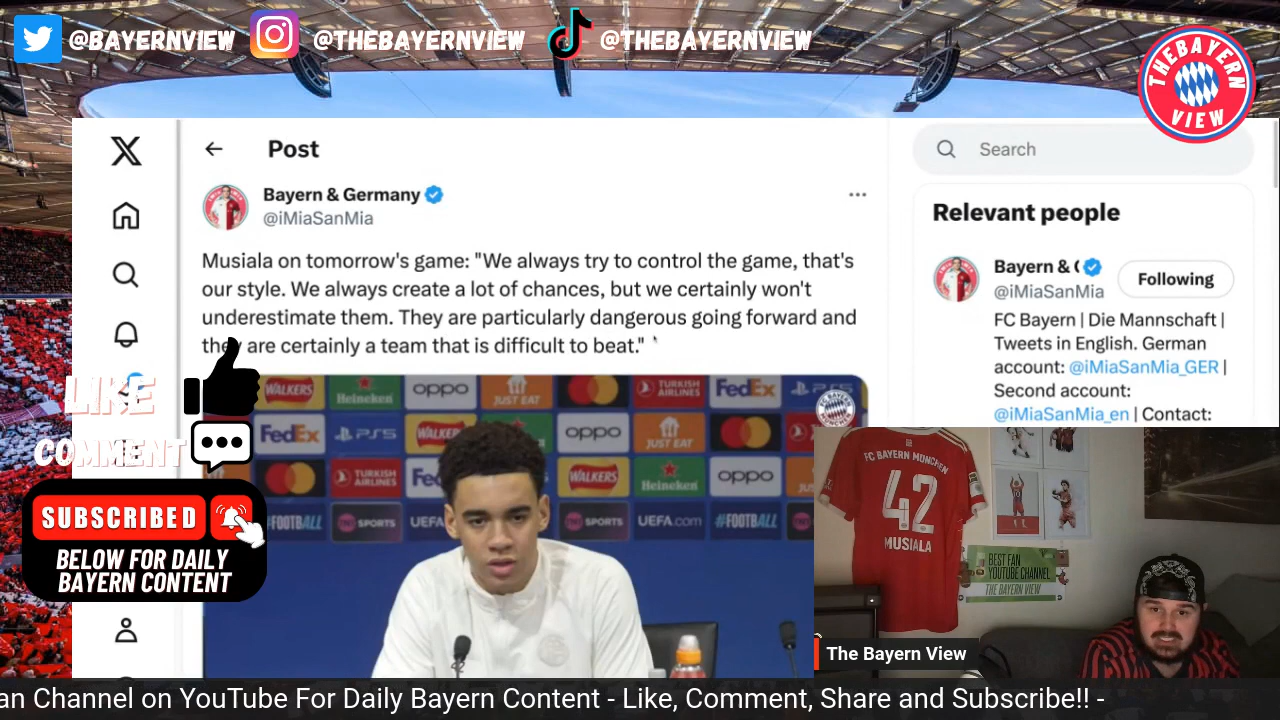 @BAYERNVIEW
@THEBAYERNVIEW
@THEBAYERNVIEW
THEBAYERN
VIEW
Post
Search
Bayern & Germany
@iMiaSanMia
Musiala on tomorrow's game: "We always try to control the game, that's
our style. We always create a lot of chances, but we certainly won't
underestimate them. They are particularly dangerous going forward and
they are certainly a team that is difficult to beat."
Relevant people
Bayern & (
Following
@iMiaSanMia
FC Bayern | Die Mannschaft |
Tweets in English. German
account: @iMiaSanMia_GER |
Second account:
@iMiaSanMia_en | Contact:
LIKE
COMMENT
SUBSCRIBED
BELOW FOR DAILY
BAYERN CONTENT
WALKERS Heineken oppo JUST EAT TURKISH AIRLINES FedEx PS5
FedEx PS5 WALKERS oppo JUST EAT
TURKISH AIRLINES WALKERS Heineken oppo
#FOOTBALL TNT SPORTS UEFA SPORTS UEFA.com #FOOTBALL
FC BAYERN MÜNCHEN
42
MUSIALA
BEST FAN
YOUTUBE CHANNEL
THE BAYERN VIEW
The Bayern View
an Channel on YouTube For Daily Bayern Content - Like, Comment, Share and Subscribe!! -